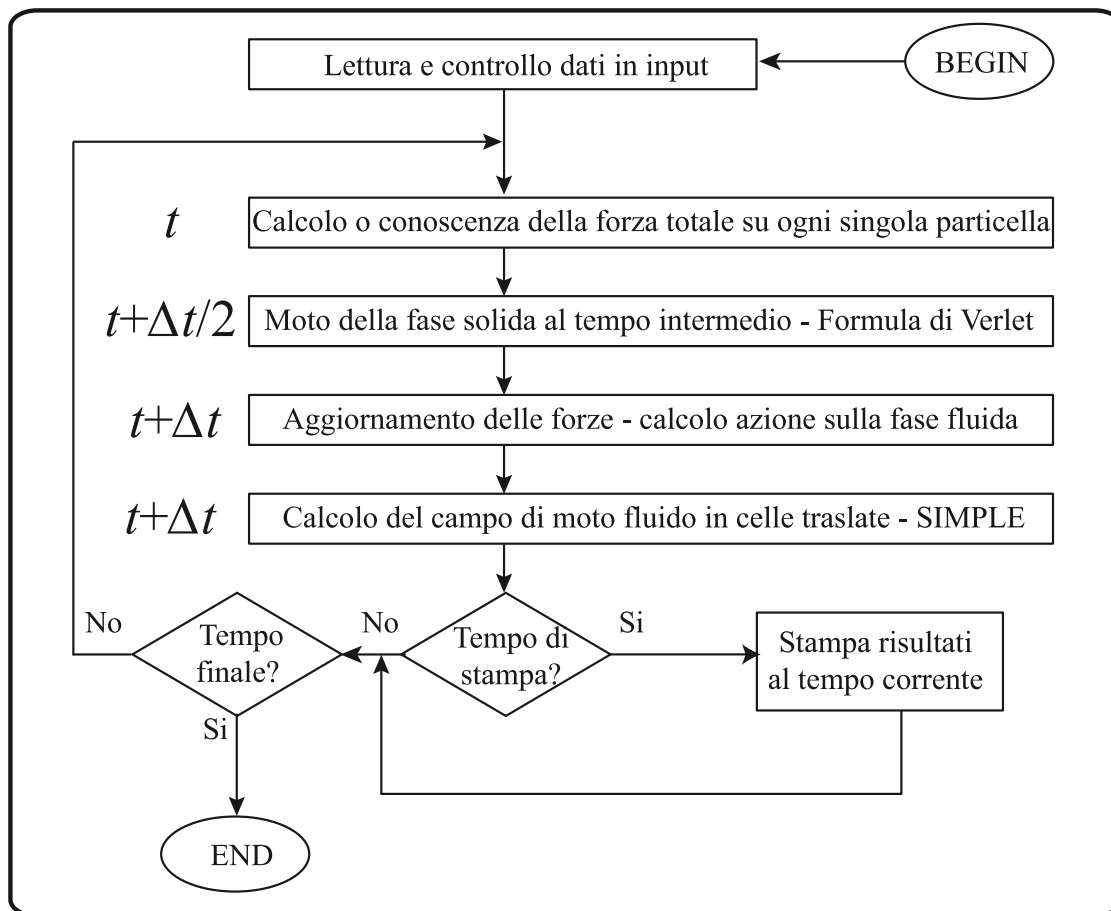 BEGIN
Lettura e controllo dati in input
t
Calcolo o conoscenza della forza totale su ogni singola particella
t+Δt/2
Moto della fase solida al tempo intermedio - Formula di Verlet
t+Δt
Aggiornamento delle forze - calcolo azione sulla fase fluida
t+Δt
Calcolo del campo di moto fluido in celle traslate - SIMPLE
No
Tempo
finale?
No
Tempo di
stampa?
Si
Stampa risultati
al tempo corrente
Si
END